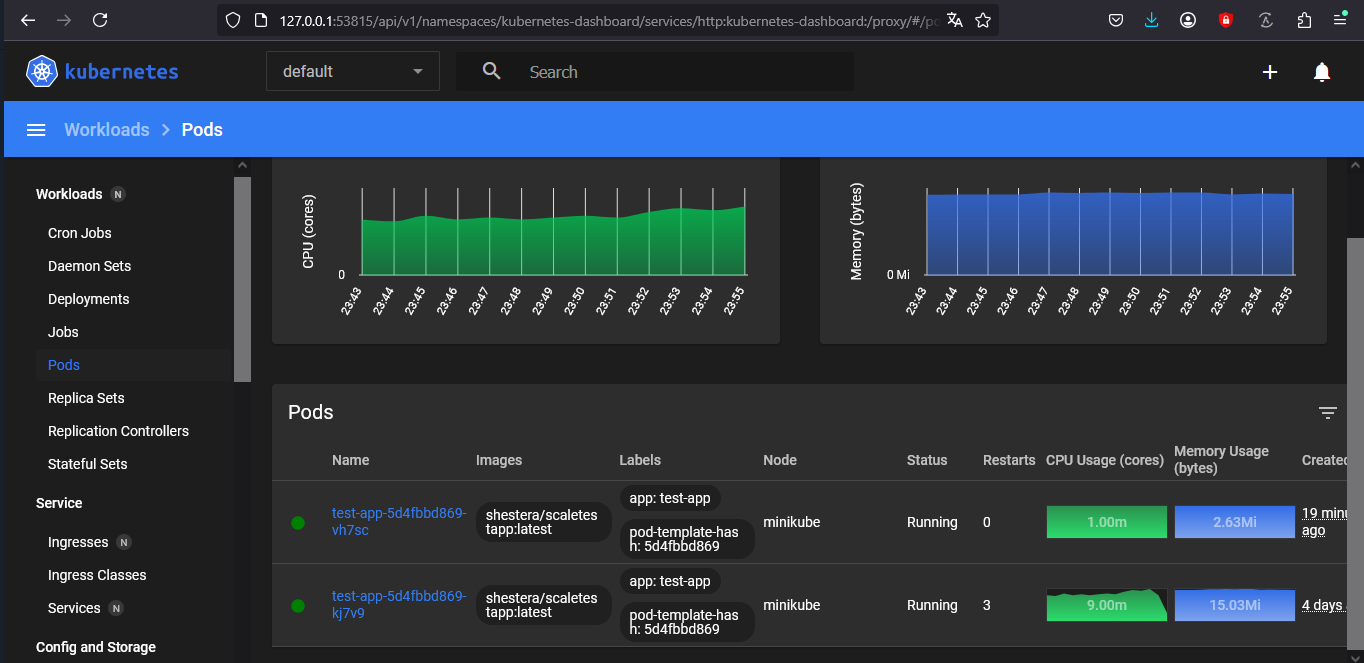 127.0.0.1:53815/api/v1/namespaces/kubernetes-dashboard/services/http:kubernetes-dashboard:/proxy/#/po
kubernetes
default
Search
Workloads
Pods
Workloads N
Cron Jobs
Daemon Sets
Deployments
Jobs
Pods
Replica Sets
Replication Controllers
Stateful Sets
Service
Ingresses N
Ingress Classes
Services N
Config and Storage
CPU (cores)
0
23:43 23:44 23:45 23:46 23:47 23:48 23:49 23:50 23:51 23:52 23:53 23:54 23:55
Memory (bytes)
0 Mi
23:43 23:44 23:45 23:46 23:47 23:48 23:49 23:50 23:51 23:52 23:53 23:54 23:55
Pods
Name Images Labels Node Status Restarts CPU Usage (cores) Memory Usage
(bytes) Created
test-app-5d4fbbd869-
vh7sc
shestera/scaletes
tapp:latest
app: test-app
pod-template-has
h: 5d4fbbd869
minikube
Running
0
1.00m
2.63Mi
19 minu
ago
test-app-5d4fbbd869-
kj7v9
shestera/scaletes
tapp:latest
app: test-app
pod-template-has
h: 5d4fbbd869
minikube
Running
3
9.00m
15.03Mi
4 days